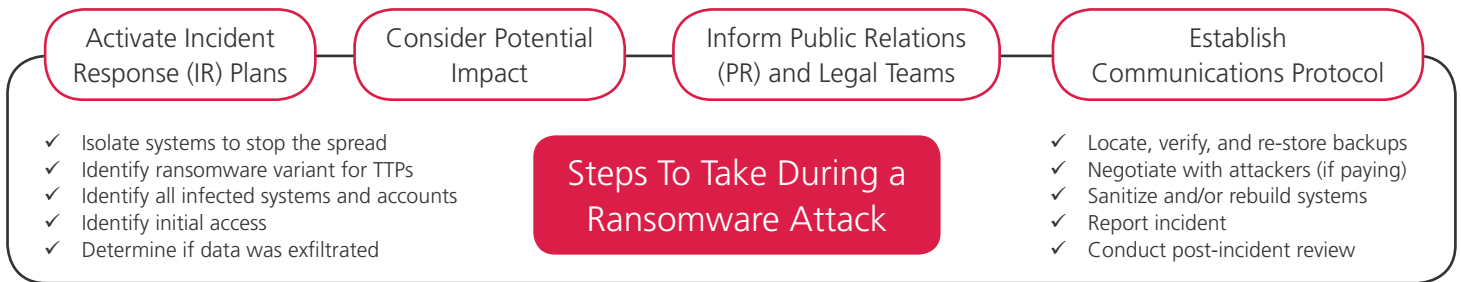 Activate Incident
Response (IR) Plans
Consider Potential
Impact
Inform Public Relations
(PR) and Legal Teams
Establish
Communications Protocol
✓ Isolate systems to stop the spread
✓ Identify ransomware variant for TTPs
✓ Identify all infected systems and accounts
✓ Identify initial access
✓ Determine if data was exfiltrated
Steps To Take During a
Ransomware Attack
✓ Locate, verify, and re-store backups
✓ Negotiate with attackers (if paying)
✓ Sanitize and/or rebuild systems
✓ Report incident
✓ Conduct post-incident review